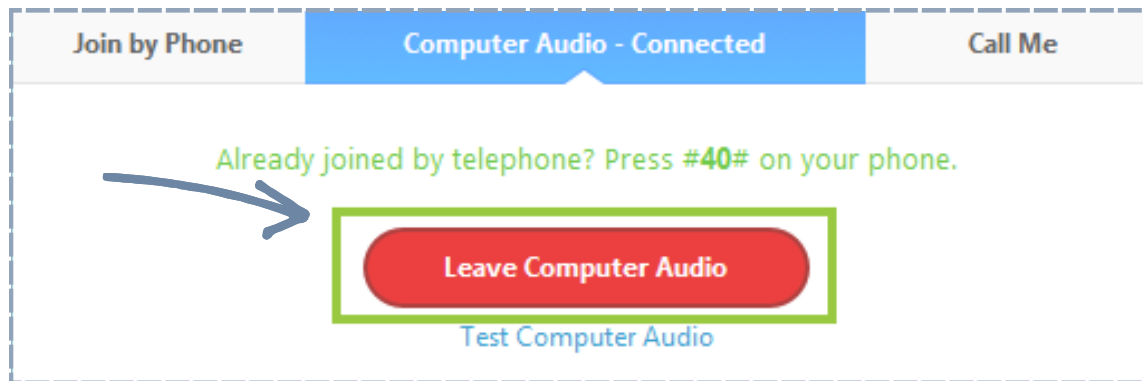 Join by Phone
Computer Audio - Connected
Call Me
Already joined by telephone? Press #40# on your phone.
Leave Computer Audio
Test Computer Audio